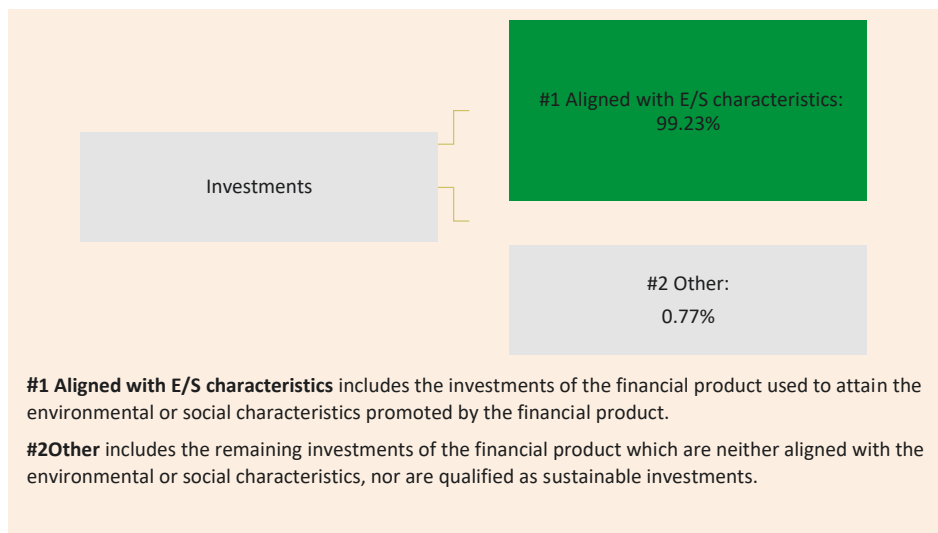 #1 Aligned with E/S characteristics:
99.23%
Investments
#2 Other:
0.77%
#1 Aligned with E/S characteristics includes the investments of the financial product used to attain the
environmental or social characteristics promoted by the financial product.
#2Other includes the remaining investments of the financial product which are neither aligned with the
environmental or social characteristics, nor are qualified as sustainable investments.